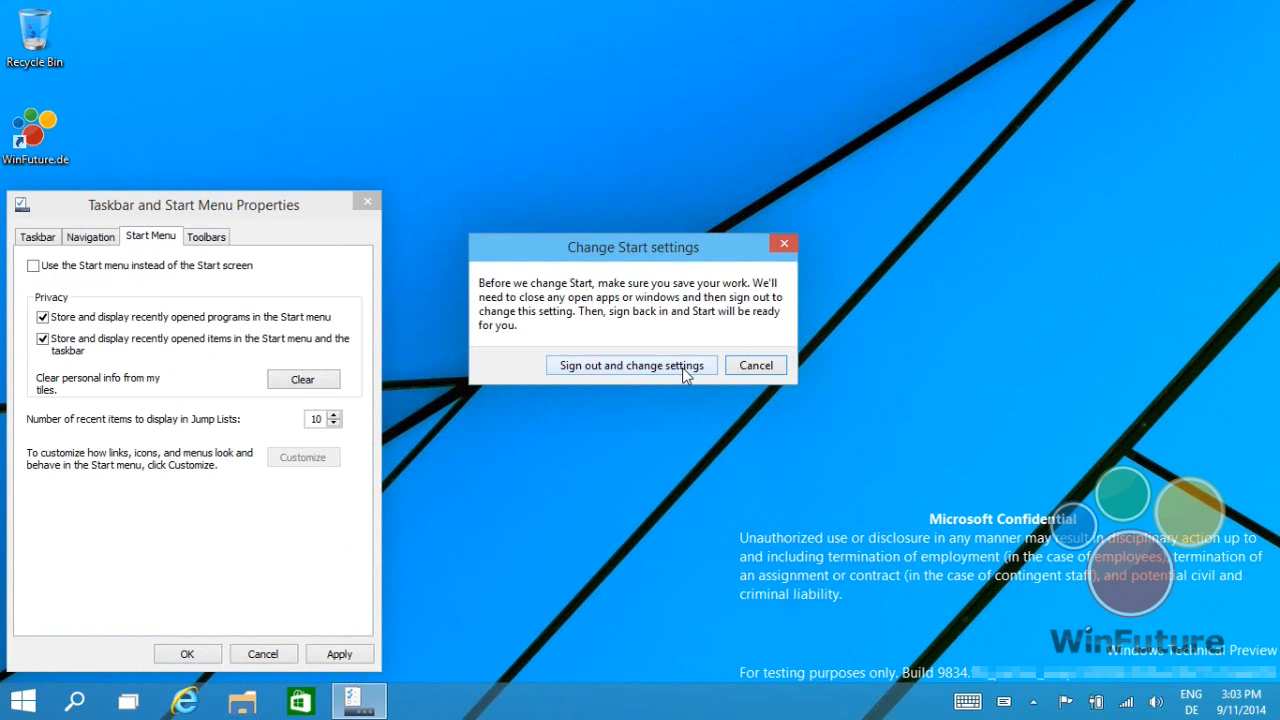 Recycle Bin
WinFuture.de
Taskbar and Start Menu Properties
Taskbar
Navigation
Start Menu
Toolbars
Use the Start menu instead of the Start screen
Privacy
Store and display recently opened programs in the Start menu
Store and display recently opened items in the Start menu and the
taskbar
Clear personal info from my
tiles.
Clear
Number of recent items to display in Jump Lists:
10
To customize how links, icons, and menus look and
behave in the Start menu, click Customize.
Customize
OK
Cancel
Apply
Change Start settings
Before we change Start, make sure you save your work. We'll
need to close any open apps or windows and then sign out to
change this setting. Then, sign back in and Start will be ready
for you.
Sign out and change settings
Cancel
Microsoft Confidential
Unauthorized use or disclosure in any manner may result in disciplinary action up to
and including termination of employment (in the case of employees), termination of
an assignment or contract (in the case of contingent staff), and potential civil and
criminal liability.
WinFuture
Windows Technical Preview
For testing purposes only. Build 9834.
ENG
DE
3:03 PM
9/11/2014